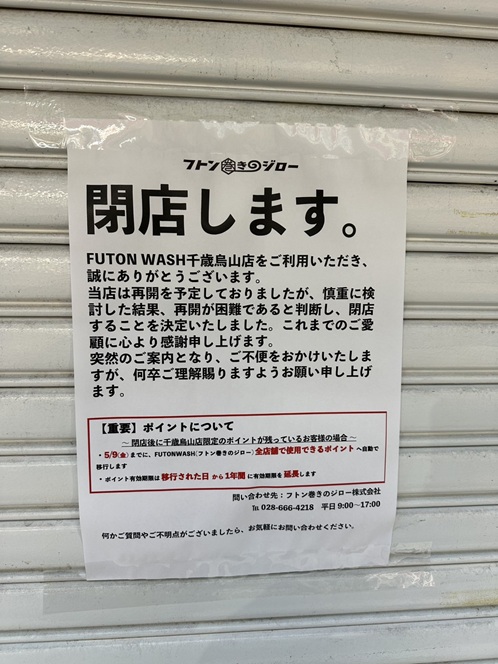 フトン巻きのジロー
閉店します。
FUTON WASH千歳烏山店をご利用いただき、
誠にありがとうございます。
当店は再開を予定しておりましたが、慎重に検
討した結果、再開が困難であると判断し、閉店
することを決定いたしました。これまでのご愛
顧に心より感謝申し上げます。
突然のご案内となり、ご不便をおかけいたしま
すが、何卒ご理解賜りますようお願い申し上げ
ます。
【重要】ポイントについて
～ 閉店後に千歳烏山店限定のポイントが残っているお客様の場合 ～
・5/9(金)までに、FUTONWASH(フトン巻きのジロー)全店舗で使用できるポイントへ自動で
移行します
・ポイント有効期限は移行された日から1年間に有効期限を延長します
問い合わせ先：フトン巻きのジロー株式会社
℡ 028-666-4218 平日 9:00～17:00
何かご質問やご不明点がございましたら、お気軽にお問い合わせください。